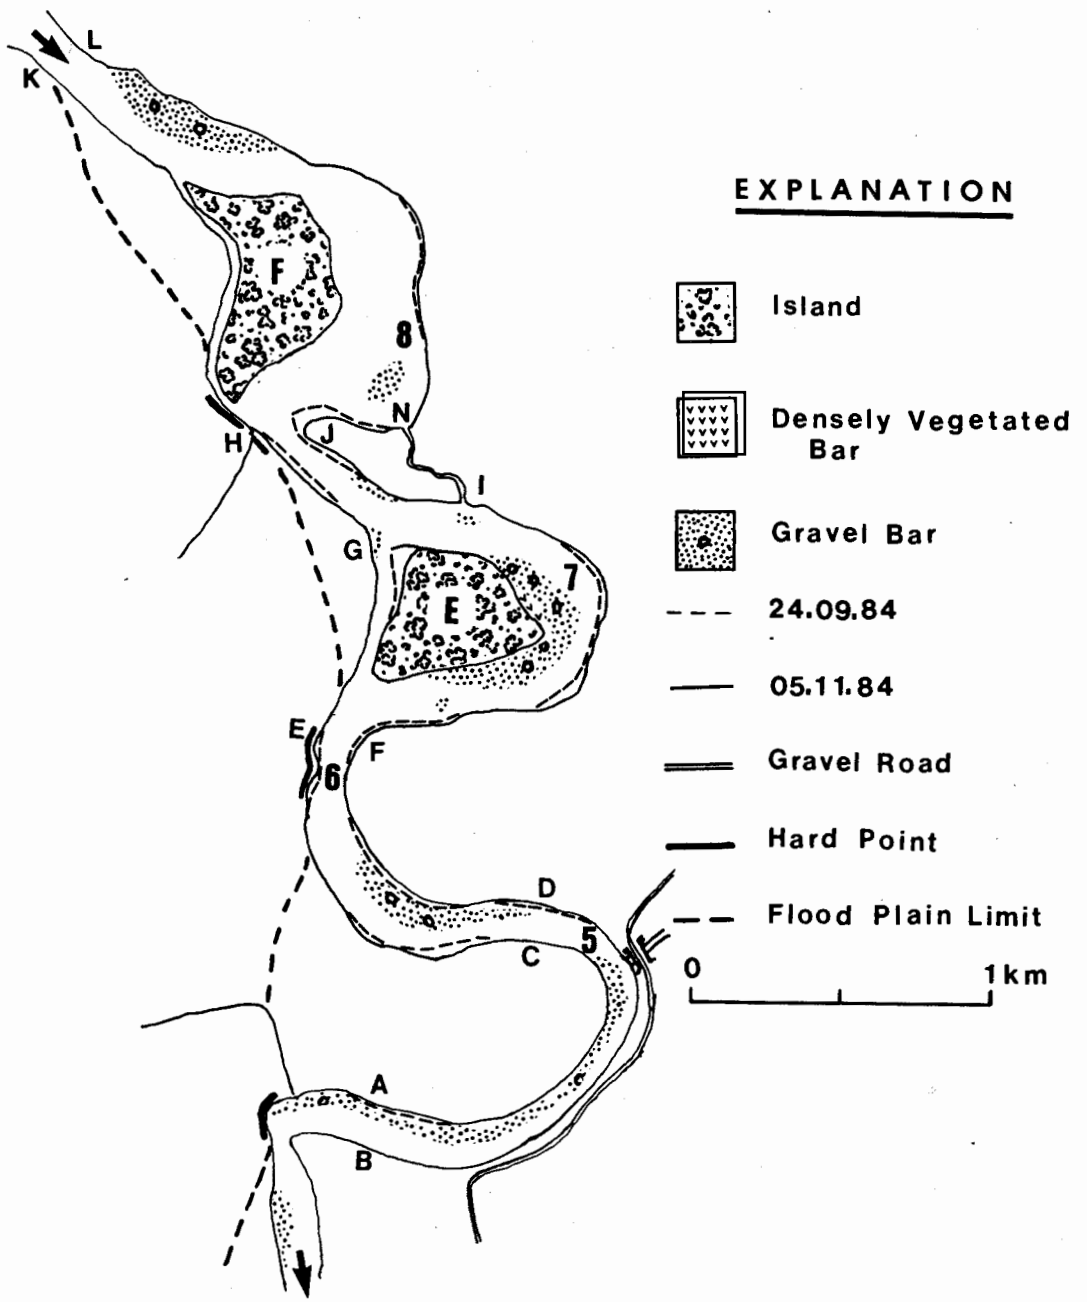 L
K
EXPLANATION
F
Island
8
N
J
H
Densely Vegetated
Bar
I
Gravel Bar
G
7
E
24.09.84
05.11.84
E
F
6
Gravel Road
Hard Point
D
Flood Plain Limit
5
C
0 1km
A
B